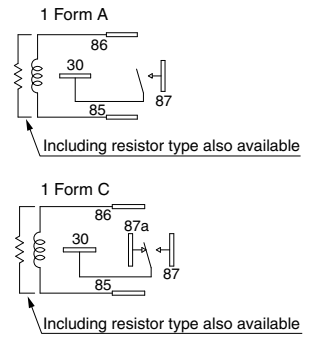 1 Form A
86
30
87
85
Including resistor type also available
1 Form C
86
87a
30
87
85
Including resistor type also available